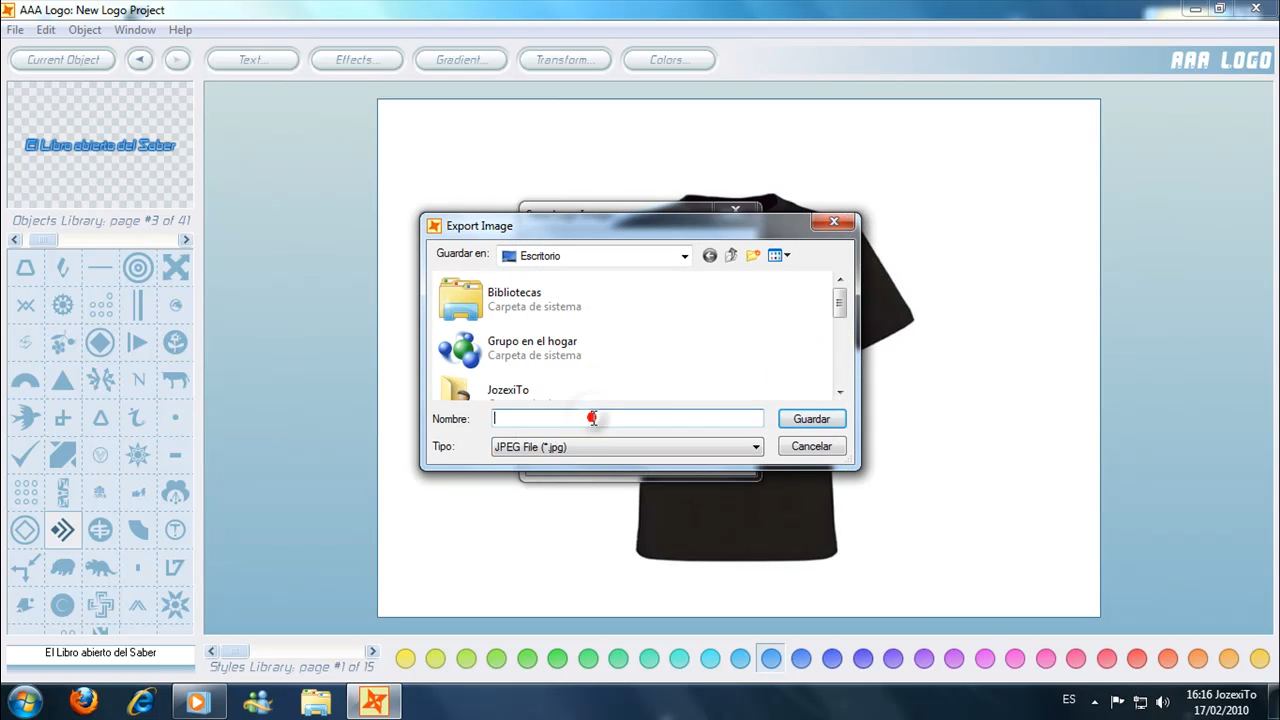 AAA Logo: New Logo Project
File Edit Object Window Help
Current Object Text... Effects... Gradient... Transform... Colors... AAA LOGO
El Libro abierto del Saber
Objects Library: page #3 of 41
Export Image
Guardar en: Escritorio
Bibliotecas
Carpeta de sistema
Grupo en el hogar
Carpeta de sistema
JozexiTo
Nombre: Guardar
Tipo: JPEG File (*.jpg) Cancelar
El Libro abierto del Saber
Styles Library: page #1 of 15
ES 16:16 JozexiTo
17/02/2010